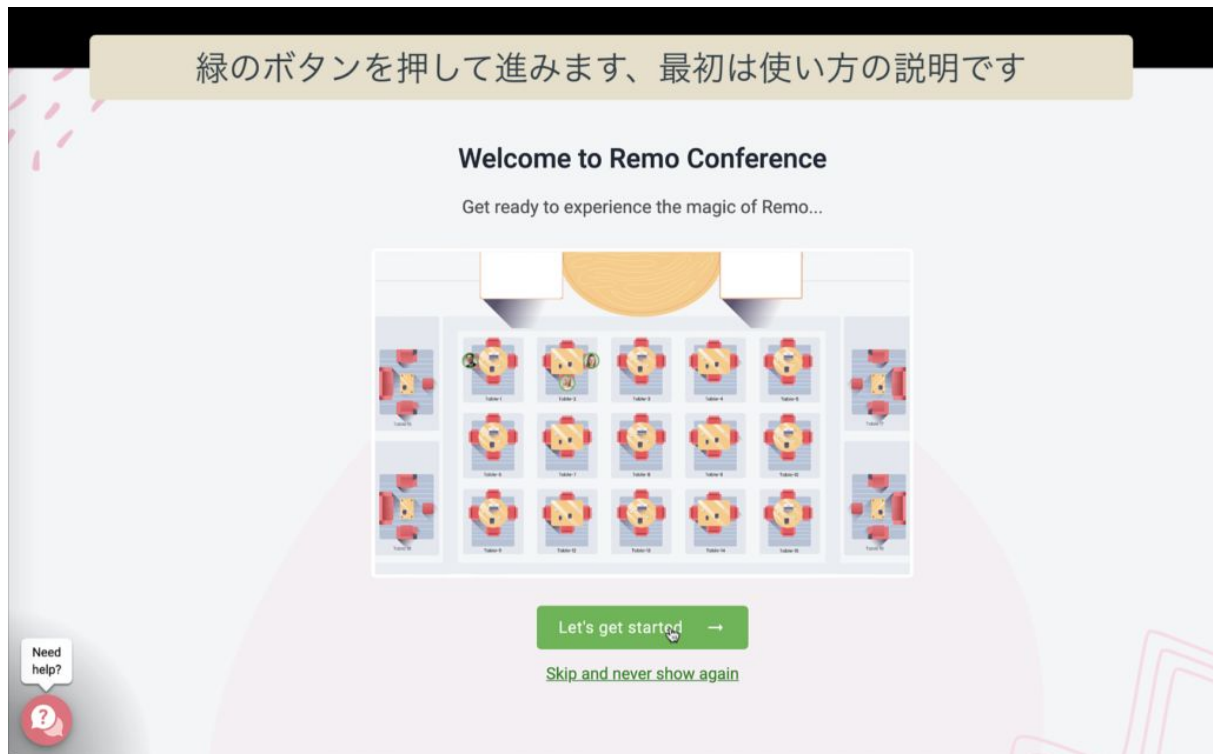 緑のボタンを押して進みます、最初は使い方の説明です
Welcome to Remo Conference
Get ready to experience the magic of Remo...
Let's get started →
Skip and never show again
Need
help?
?